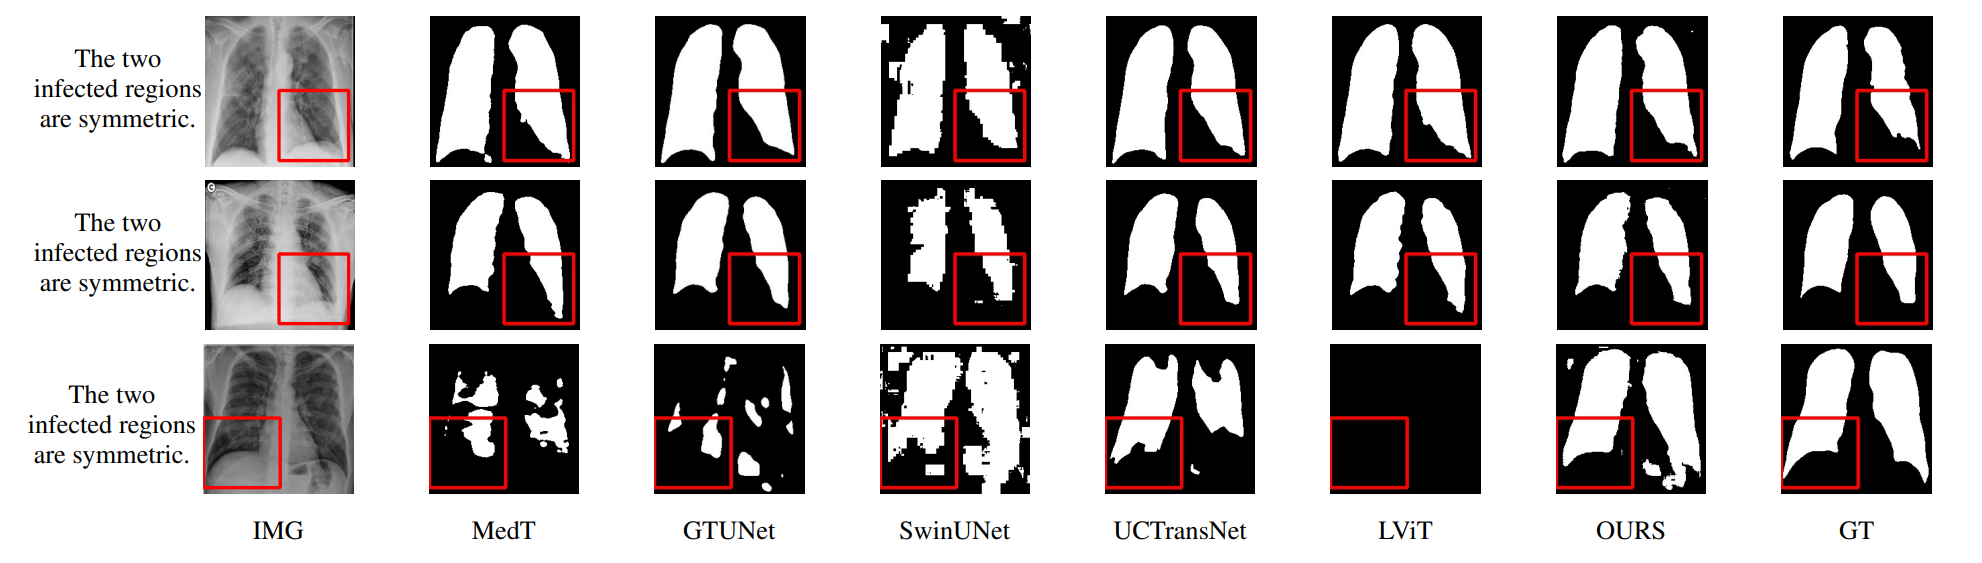 The two
infected regions
are symmetric.
The two
infected regions
are symmetric.
The two
infected regions
are symmetric.
IMG MedT GTUNet SwinUNet UCTransNet LViT OURS GT